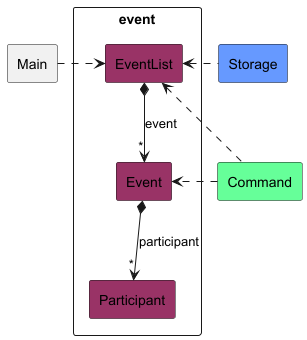 event
Main
EventList
Storage
event
*
Event
Command
participant
*
Participant